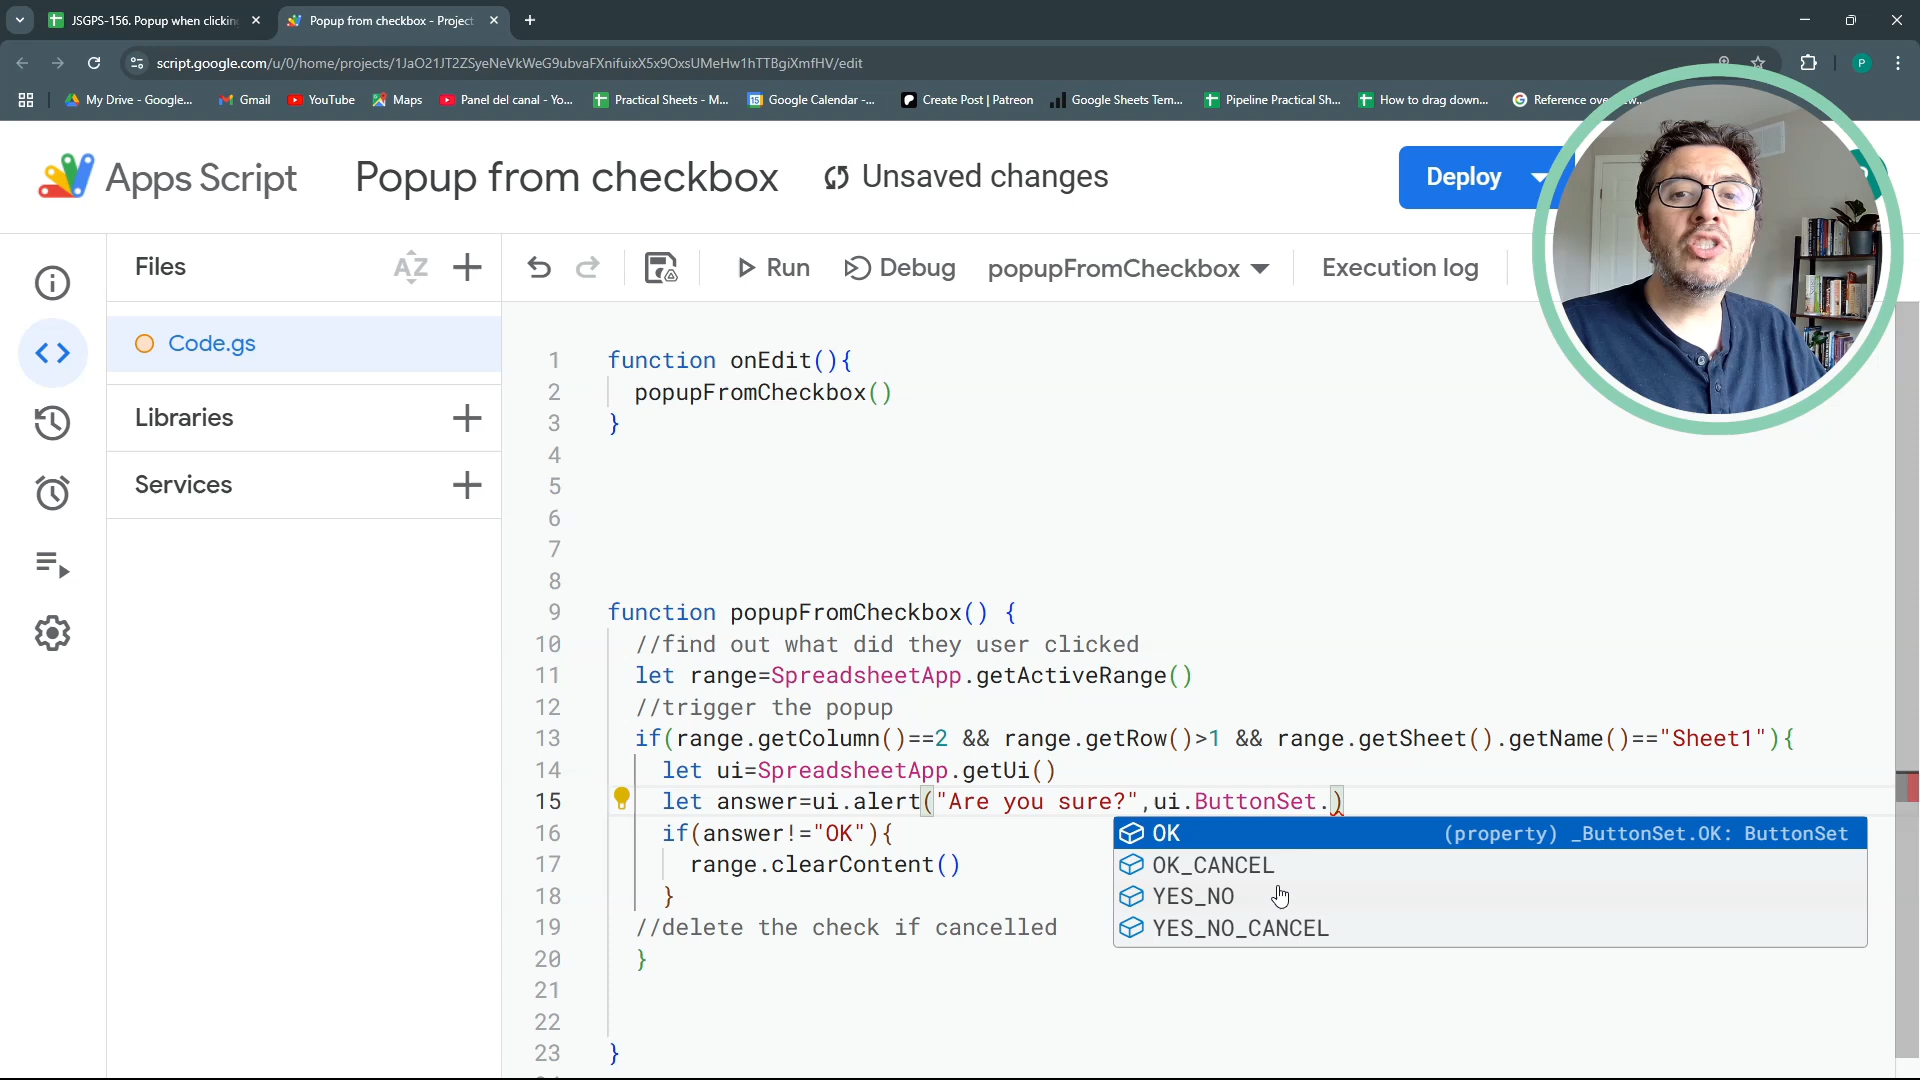 JSGPS-156. Popup when clickin
Popup from checkbox - Project
script.google.com/u/0/home/projects/1JaO21JT2ZSyeNeVkWeG9ubvaFXnifuixX5x9OxsUMeHw1hTTBgiXmfHV/edit
P
My Drive - Google...
Gmail
YouTube
Maps
Panel del canal - Yo...
Practical Sheets - M...
Google Calendar -...
Create Post | Patreon
Google Sheets Tem...
Pipeline Practical Sh...
How to drag down...
Reference ove
Apps Script
Popup from checkbox
Unsaved changes
Deploy
Files
AZ
Run
Debug
popupFromCheckbox
Execution log
Code.gs
Libraries
Services
1 function onEdit(){
2 popupFromCheckbox()
3 }
4
5
6
7
8
9 function popupFromCheckbox() {
10 //find out what did they user clicked
11 let range=SpreadsheetApp.getActiveRange()
12 //trigger the popup
13 if(range.getColumn()==2 && range.getRow()>1 && range.getSheet().getName()=="Sheet1"){
14 let ui=SpreadsheetApp.getUi()
15 let answer=ui.alert("Are you sure?",ui.ButtonSet.)
16 if(answer!="OK"){
17 range.clearContent()
18 }
19 //delete the check if cancelled
20 }
21
22
23 }
OK (property) _ButtonSet.OK: ButtonSet
OK_CANCEL
YES_NO
YES_NO_CANCEL